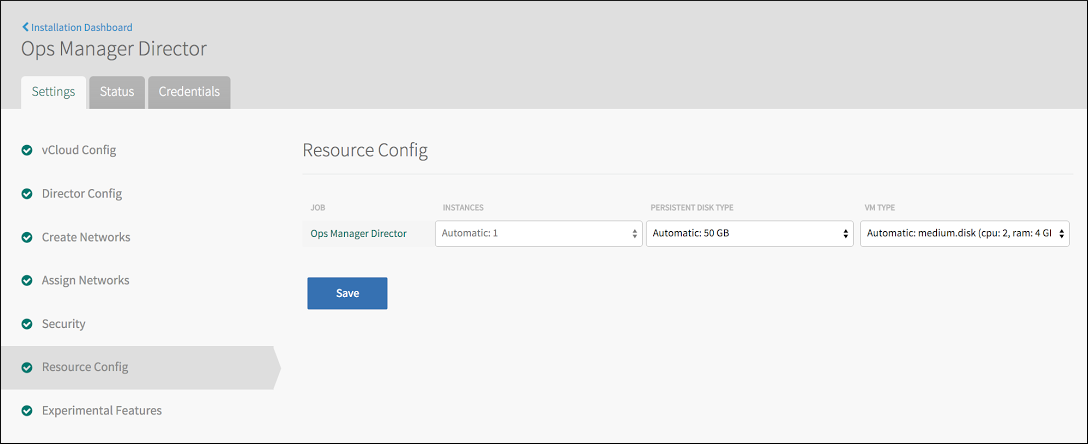 Installation Dashboard
Ops Manager Director
Settings Status Credentials
vCloud Config
Director Config
Create Networks
Assign Networks
Security
Resource Config
Experimental Features
Resource Config
JOB INSTANCES PERSISTENT DISK TYPE VM TYPE
Ops Manager Director Automatic: 1 Automatic: 50 GB Automatic: medium.disk (cpu: 2, ram: 4 GI
Save